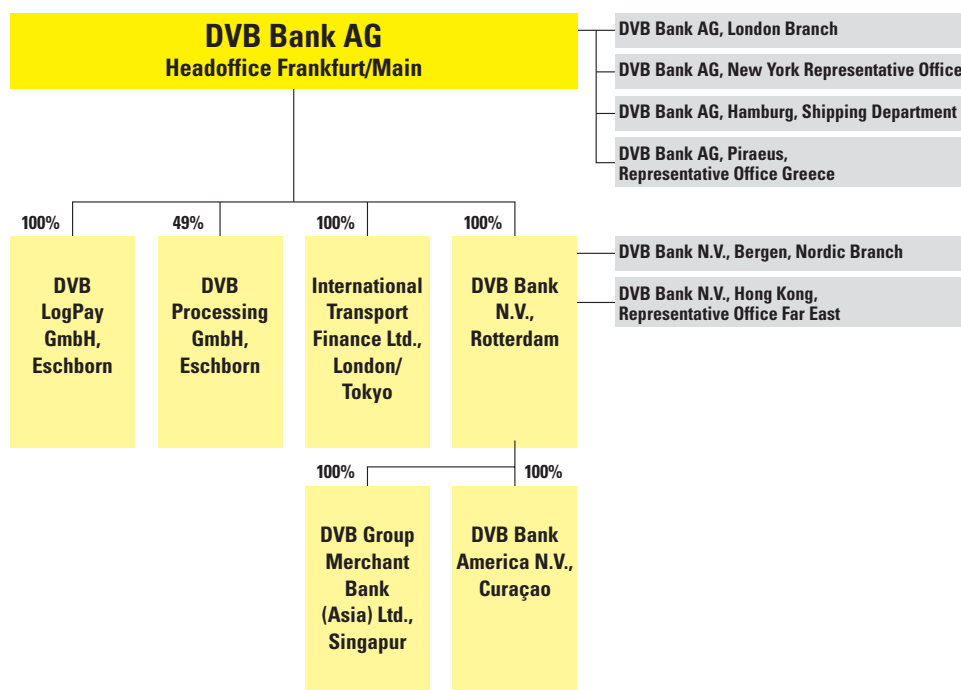 DVB Bank AG
Headoffice Frankfurt/Main
DVB Bank AG, London Branch
DVB Bank AG, New York Representative Office
DVB Bank AG, Hamburg, Shipping Department
DVB Bank AG, Piraeus,
Representative Office Greece
100%
49%
100%
100%
DVB
LogPay
GmbH,
Eschborn
DVB
Processing
GmbH,
Eschborn
International
Transport
Finance Ltd.,
London/
Tokyo
DVB Bank
N.V.,
Rotterdam
DVB Bank N.V., Bergen, Nordic Branch
DVB Bank N.V., Hong Kong,
Representative Office Far East
100%
100%
DVB Group
Merchant
Bank
(Asia) Ltd.,
Singapur
DVB Bank
America N.V.,
Curaçao